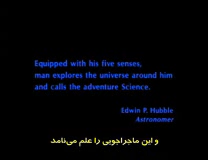 Equipped with his five senses,
man explores the universe around him
and calls the adventure Science.
Edwin P. Hubble
Astronomer
و این ماجراجویی را علم می‌نامد